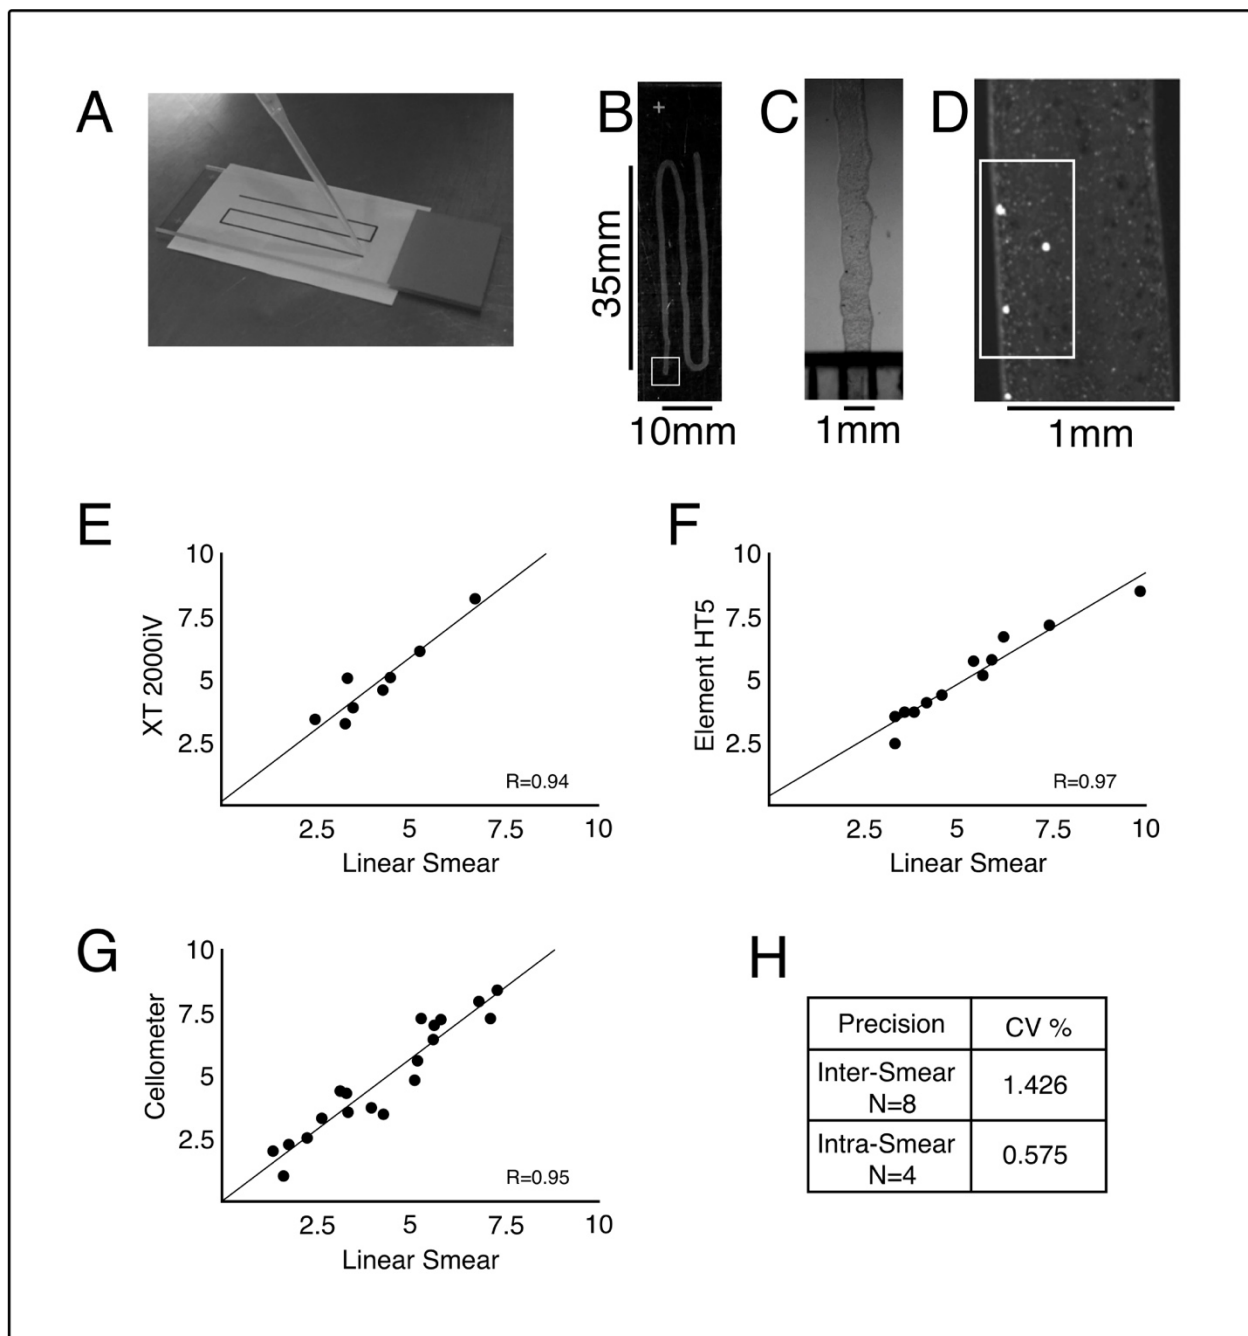 A
B
C
D
+
35mm
10mm
1mm
1mm
E
10
7.5
5
2.5
XT 2000iV
R=0.94
2.5 5 7.5 10
Linear Smear
F
10
7.5
5
2.5
Element HT5
R=0.97
2.5 5 7.5 10
Linear Smear
G
10
7.5
5
2.5
Cellometer
R=0.95
2.5 5 7.5 10
Linear Smear
H
Precision CV %
Inter-Smear
N=8
1.426
Intra-Smear
N=4
0.575